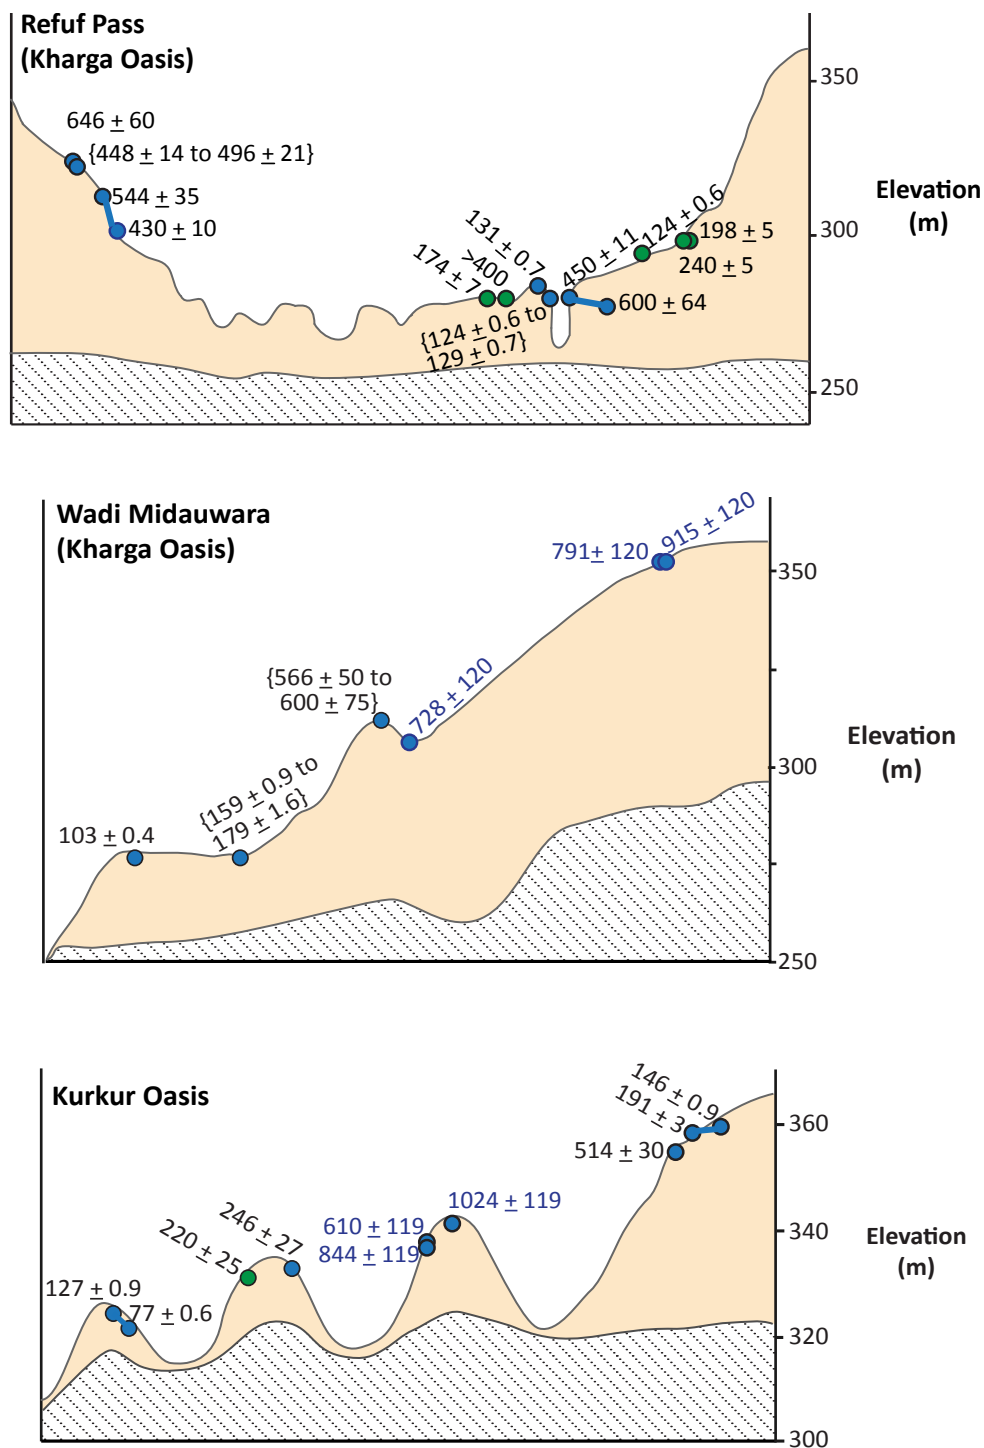 Refuf Pass
(Kharga Oasis)
646 ± 60
{448 ± 14 to 496 ± 21}
544 ± 35
430 ± 10
174 ± 7
>400
131 ± 0.7
{124 ± 0.6 to
129 ± 0.7}
450 ± 11
124 ± 0.6
198 ± 5
240 ± 5
600 ± 64
350
300
250
Elevation
(m)
Wadi Midauwara
(Kharga Oasis)
791± 120
915 ± 120
{566 ± 50 to
600 ± 75}
728 ± 120
{159 ± 0.9 to
179 ± 1.6}
103 ± 0.4
350
300
250
Elevation
(m)
Kurkur Oasis
146 ± 0.9
191 ± 3
514 ± 30
1024 ± 119
610 ± 119
844 ± 119
246 ± 27
220 ± 25
127 ± 0.9
77 ± 0.6
360
340
320
300
Elevation
(m)